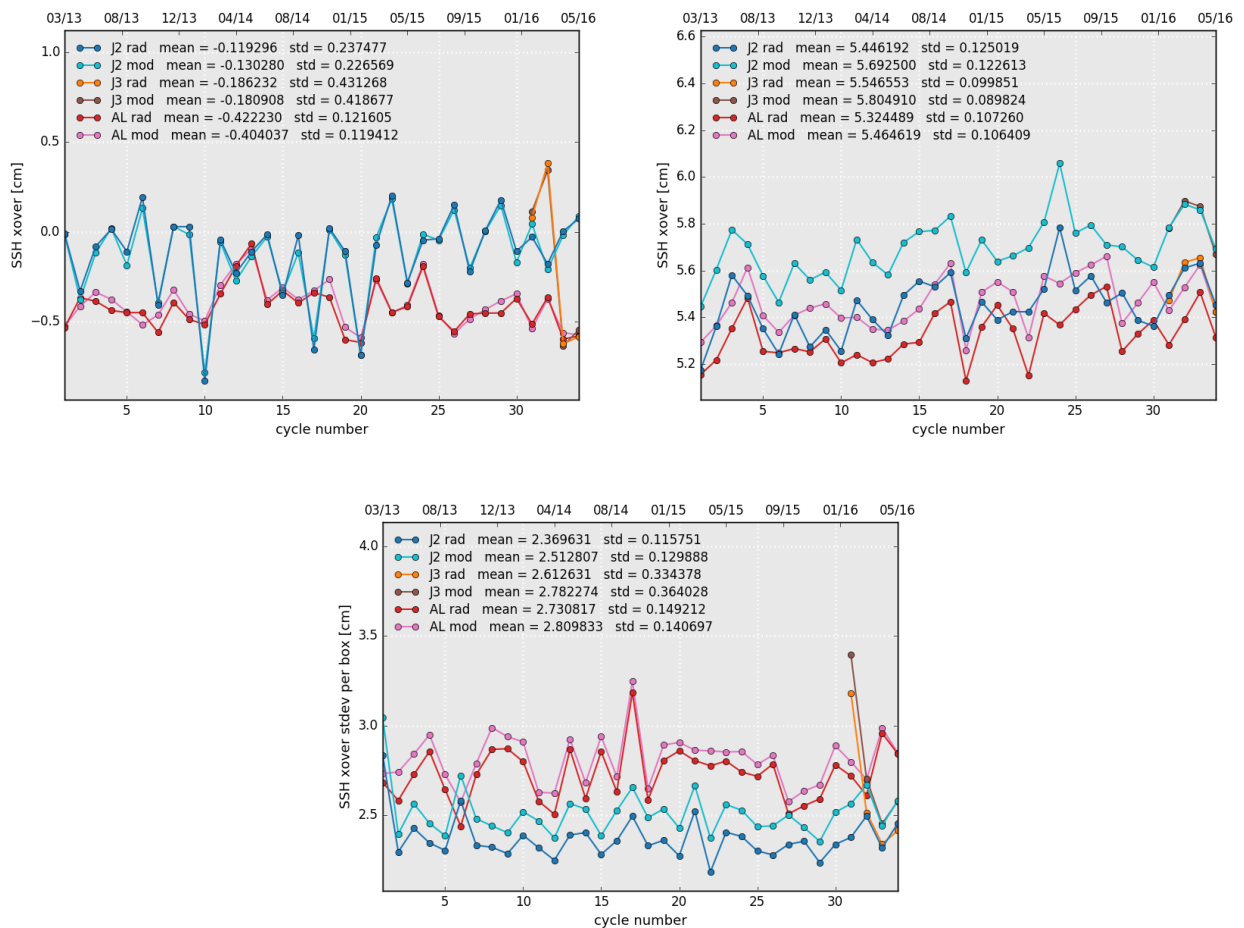 03/13 08/13 12/13 04/14 08/14 01/15 05/15 09/15 01/16 05/16
1.0
0.5
0.0
−0.5
SSH xover [cm]
J2 rad mean = -0.119296 std = 0.237477
J2 mod mean = -0.130280 std = 0.226569
J3 rad mean = -0.186232 std = 0.431268
J3 mod mean = -0.180908 std = 0.418677
AL rad mean = -0.422230 std = 0.121605
AL mod mean = -0.404037 std = 0.119412
5 10 15 20 25 30
cycle number
03/13 08/13 12/13 04/14 08/14 01/15 05/15 09/15 01/16 05/16
6.6
6.4
6.2
6.0
5.8
5.6
5.4
5.2
SSH xover [cm]
J2 rad mean = 5.446192 std = 0.125019
J2 mod mean = 5.692500 std = 0.122613
J3 rad mean = 5.546553 std = 0.099851
J3 mod mean = 5.804910 std = 0.089824
AL rad mean = 5.324489 std = 0.107260
AL mod mean = 5.464619 std = 0.106409
5 10 15 20 25 30
cycle number
03/13 08/13 12/13 04/14 08/14 01/15 05/15 09/15 01/16 05/16
4.0
3.5
3.0
2.5
SSH xover stdev per box [cm]
J2 rad mean = 2.369631 std = 0.115751
J2 mod mean = 2.512807 std = 0.129888
J3 rad mean = 2.612631 std = 0.334378
J3 mod mean = 2.782274 std = 0.364028
AL rad mean = 2.730817 std = 0.149212
AL mod mean = 2.809833 std = 0.140697
5 10 15 20 25 30
cycle number